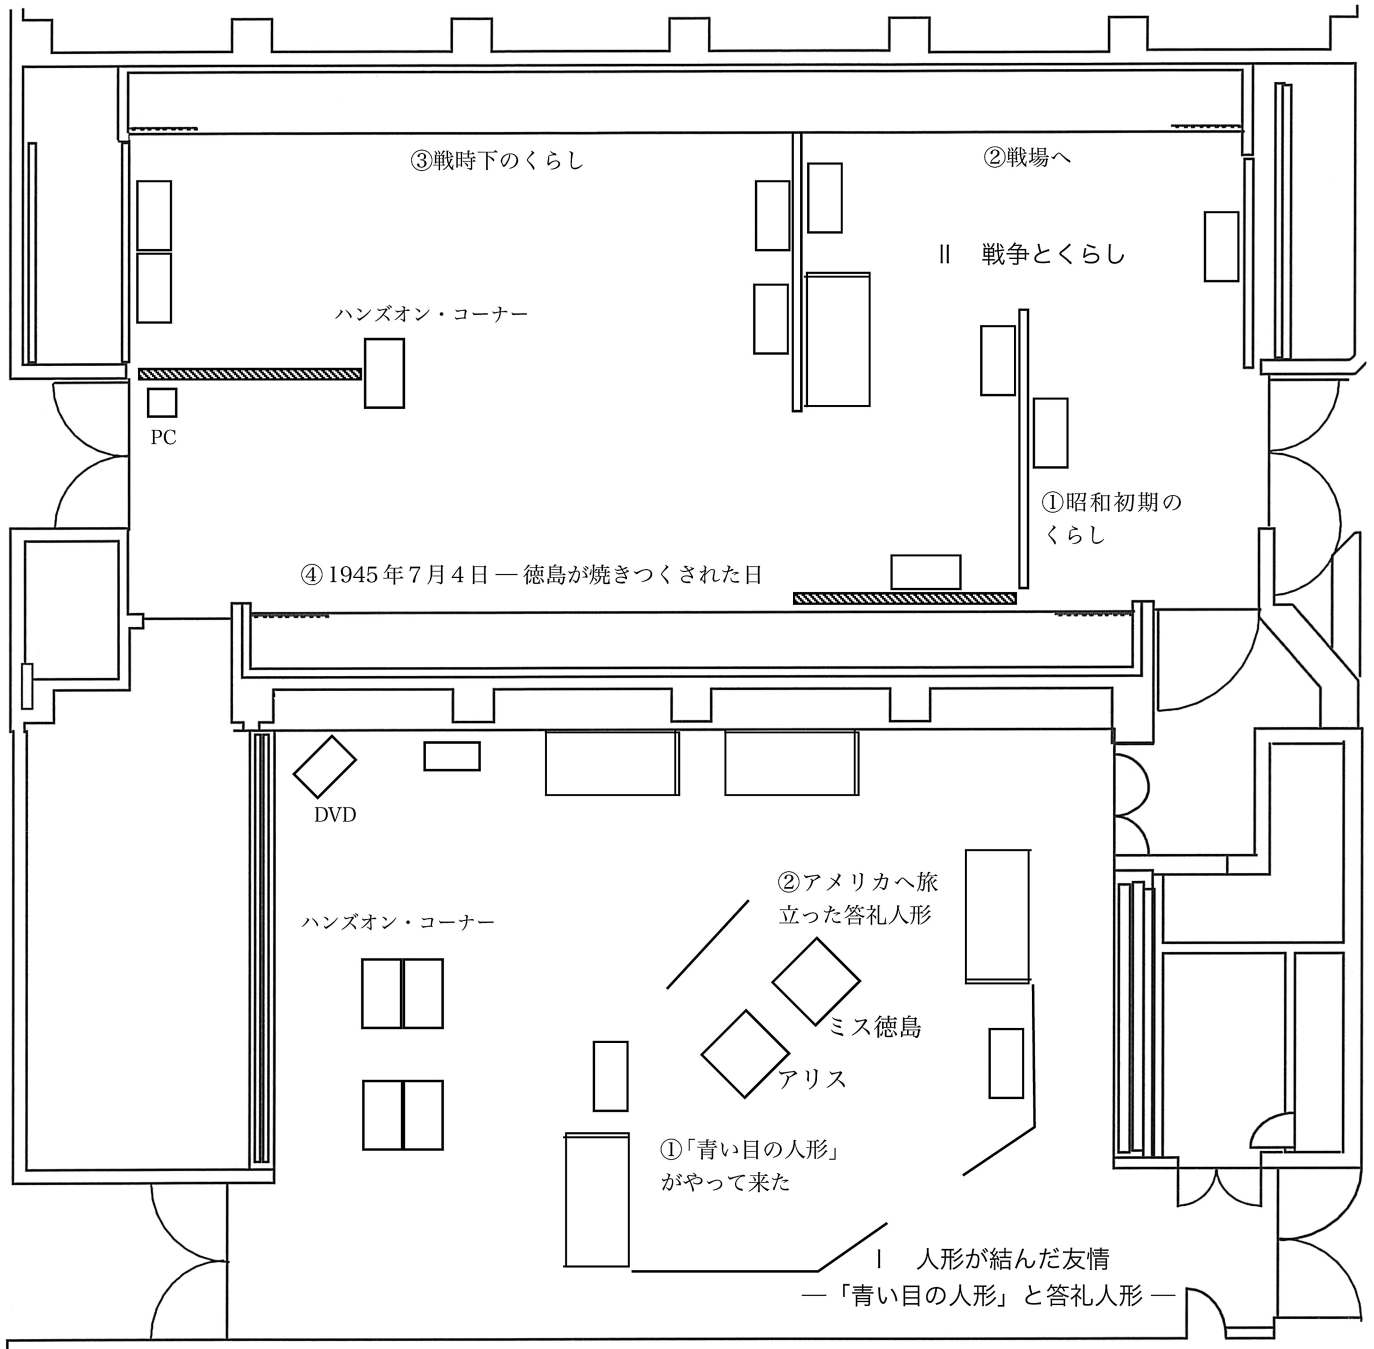 ③戦時下のくらし
②戦場へ
Ⅱ 戦争とくらし
ハンズオン・コーナー
PC
①昭和初期の
くらし
④ 1945年7月4日 ― 徳島が焼きつくされた日
DVD
②アメリカへ旅
立った答礼人形
ハンズオン・コーナー
ミス徳島
アリス
①「青い目の人形」
がやって来た
Ⅰ 人形が結んだ友情
―「青い目の人形」と答礼人形 ―